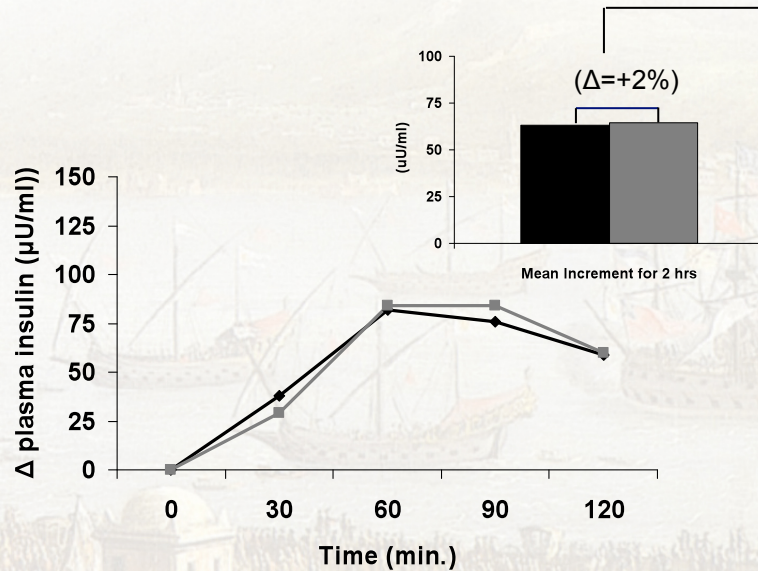 100
(Δ=+2%)
75
50
25
0
(uU/ml)
Mean Increment for 2 hrs
150
125
100
75
50
25
0
Δ plasma insulin (µU/ml))
0 30 60 90 120
Time (min.)